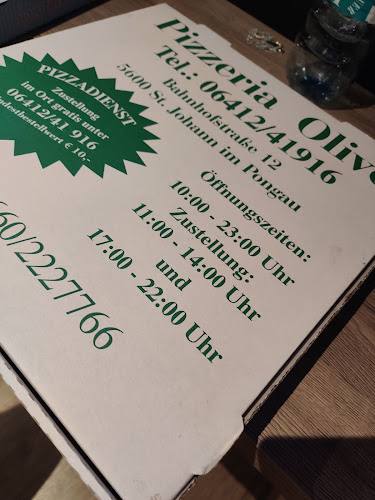 Pizzeria
Tel.: 06412/41916
Bahnhofstraße 12
5600 St. Johann im Pongau
PIZZADIENST
Zustellung
im Ort gratis unter
06412/41 916
€ 10,-
Öffnungszeiten:
10:00 - 23:00 Uhr
Zustellung:
11:00 - 14:00 Uhr
und
17:00 - 22:00 Uhr
60/2227766